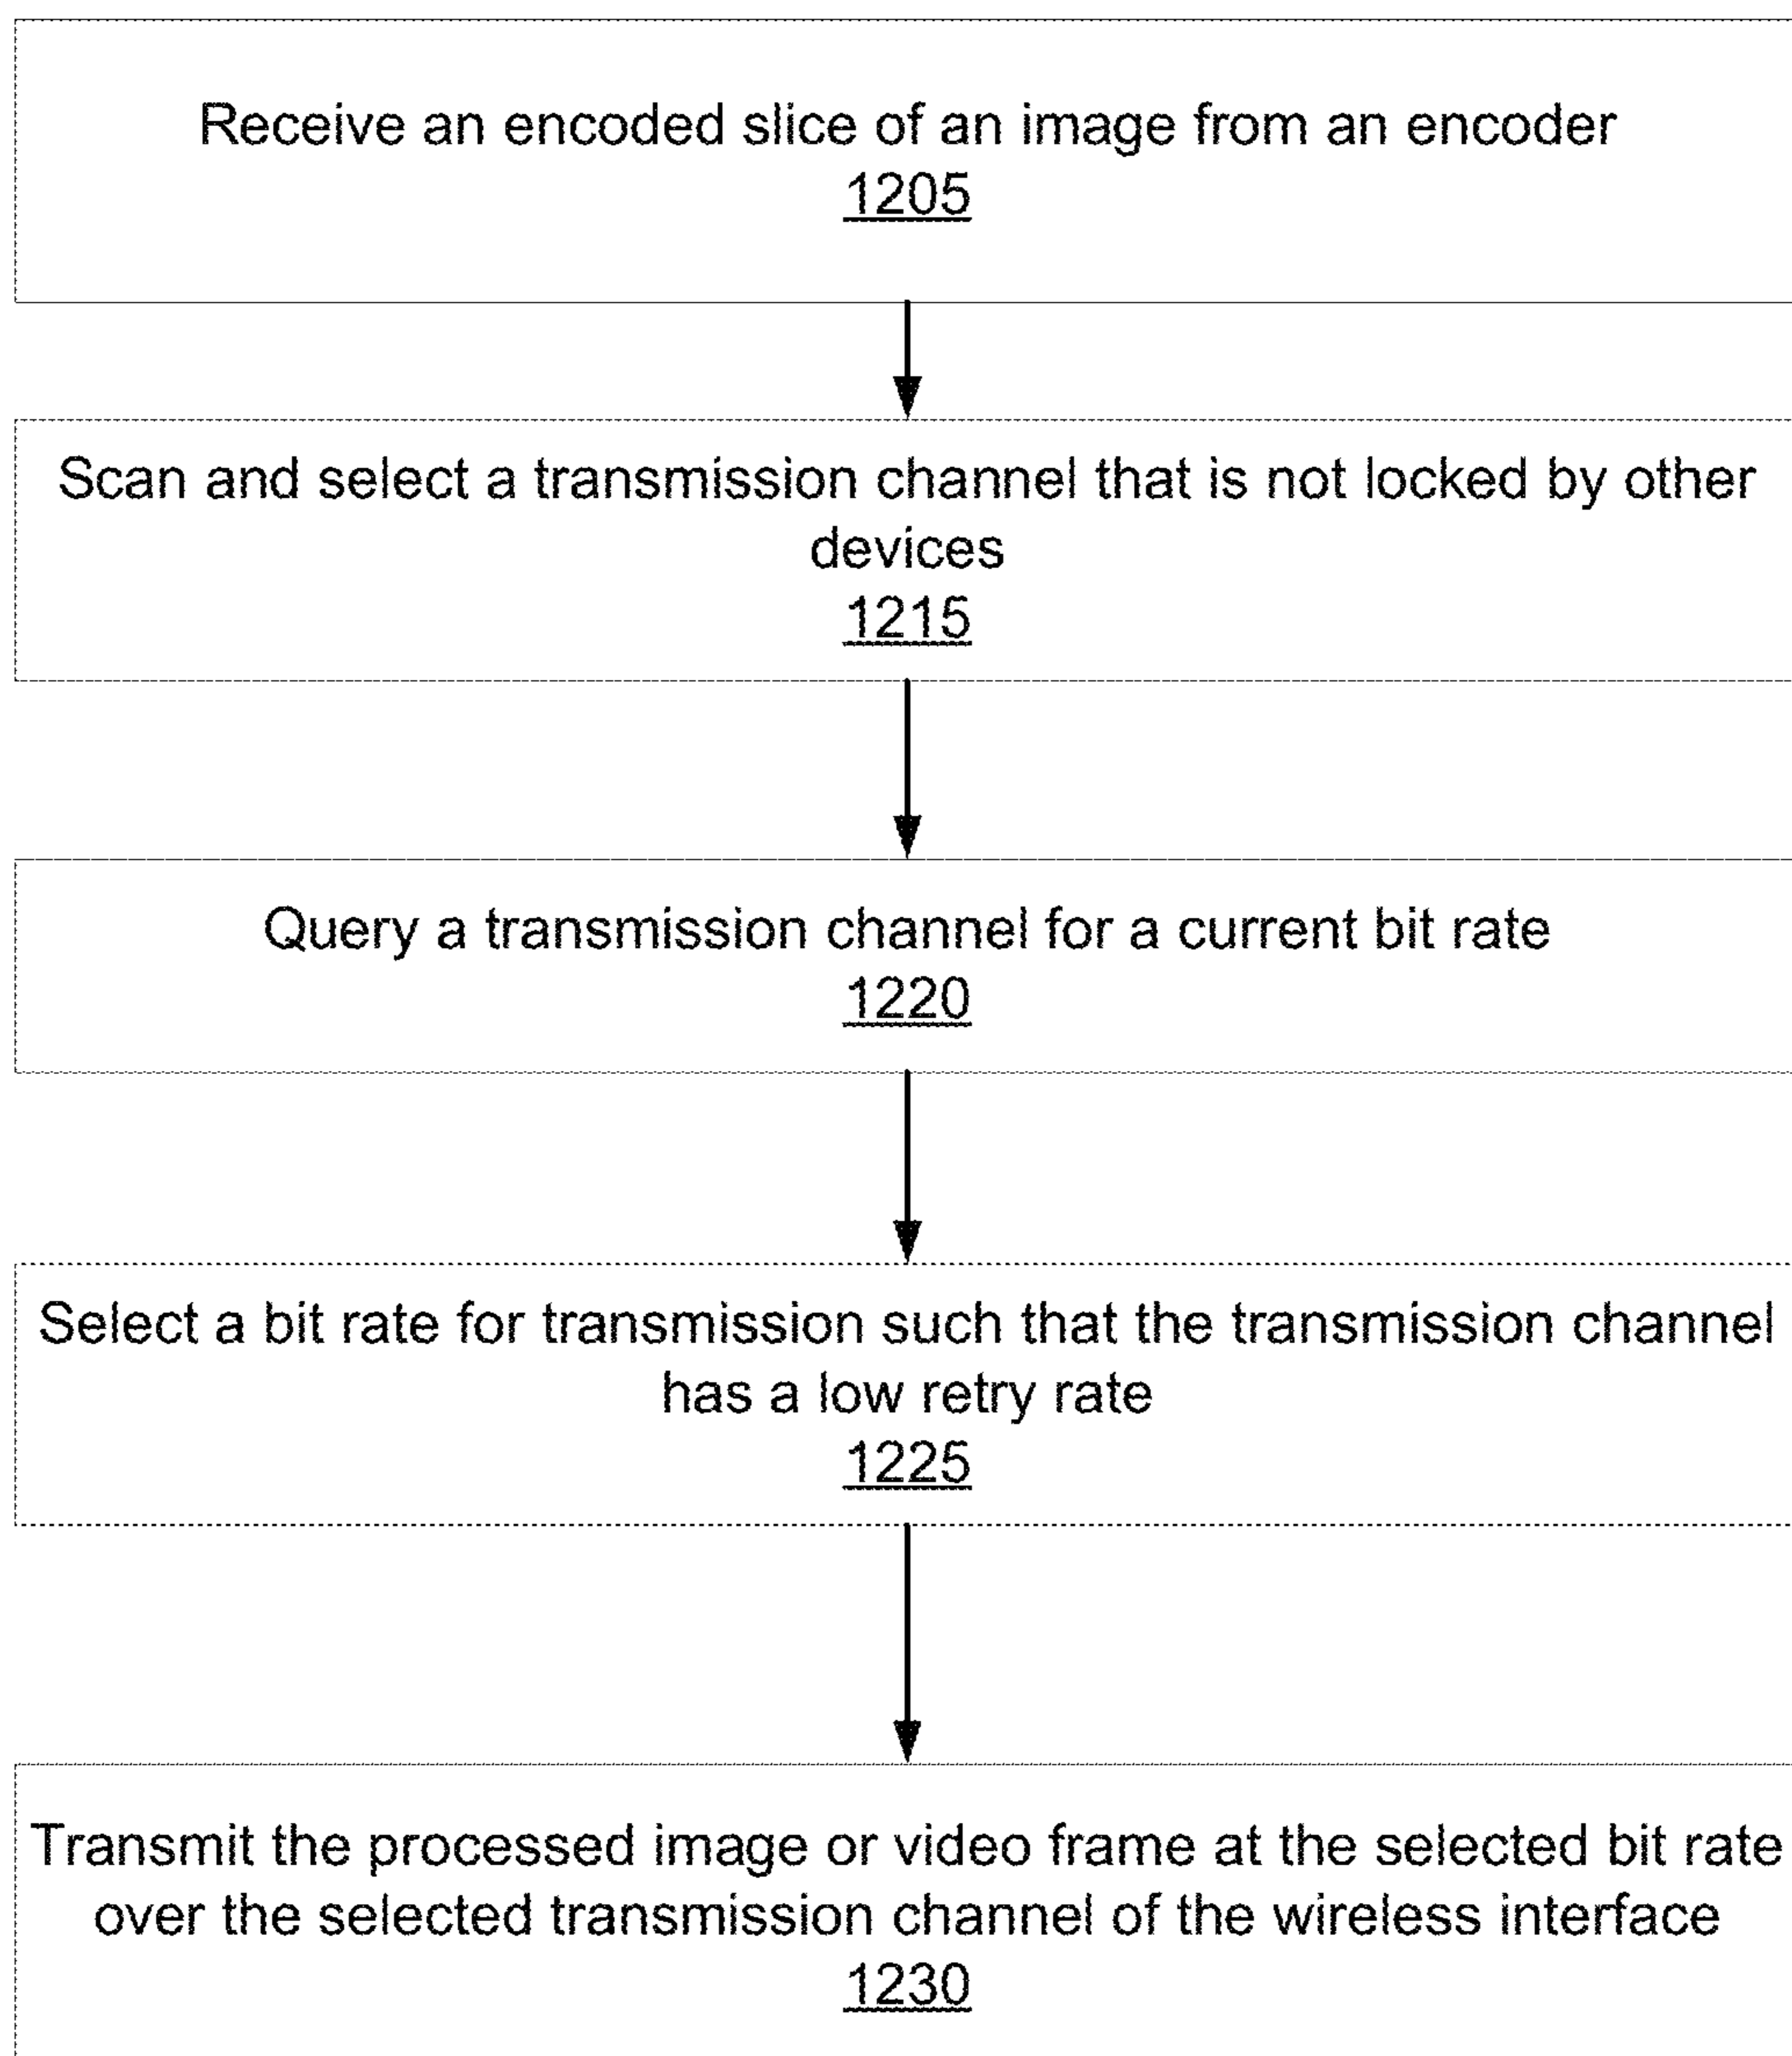 Receive an encoded slice of an image from an encoder
1205
Scan and select a transmission channel that is not locked by other
devices
1215
Query a transmission channel for a current bit rate
1220
Select a bit rate for transmission such that the transmission channel
has a low retry rate
1225
Transmit the processed image or video frame at the selected bit rate
over the selected transmission channel of the wireless interface
1230